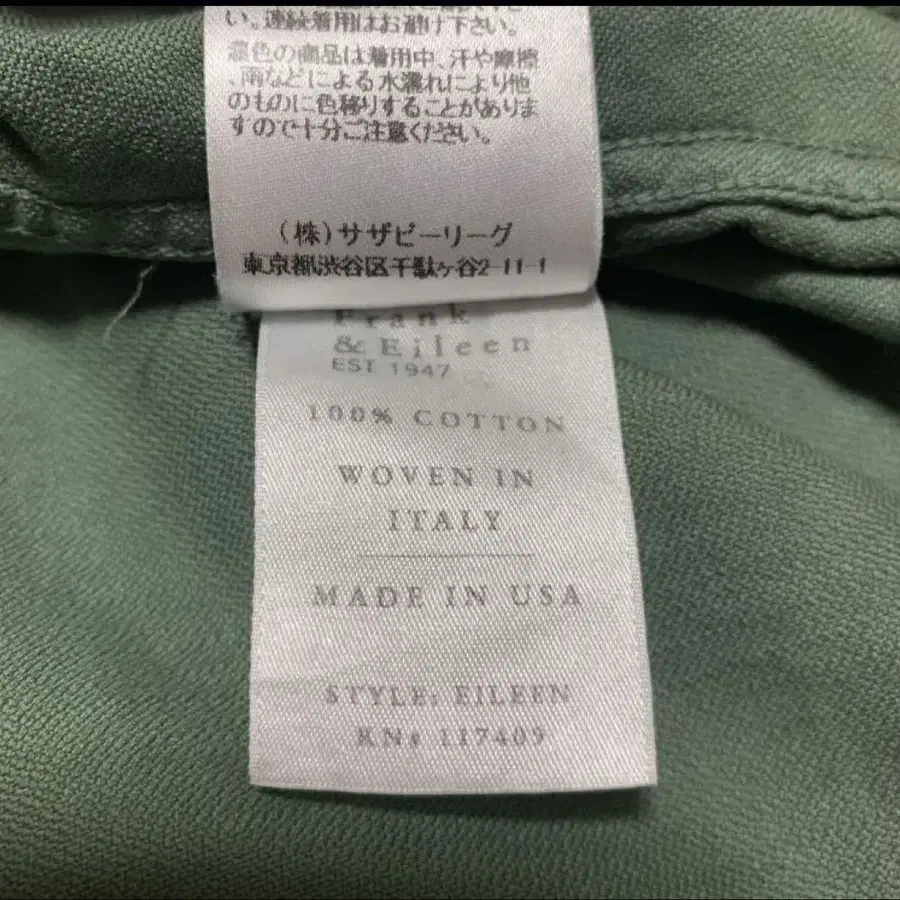 い。連続着用はお避け下さい。
濃色の商品は着用中、汗や摩擦
、雨などによる水濡れにより他
のものに色移りすることがありま
すので十分ご注意ください。
（株）サザビーリーグ
東京都渋谷区千駄ヶ谷2-11-1
Frank
& Eileen
EST 1947
100% COTTON
WOVEN IN
ITALY
MADE IN USA
STYLE: EILEEN
RN# 117409